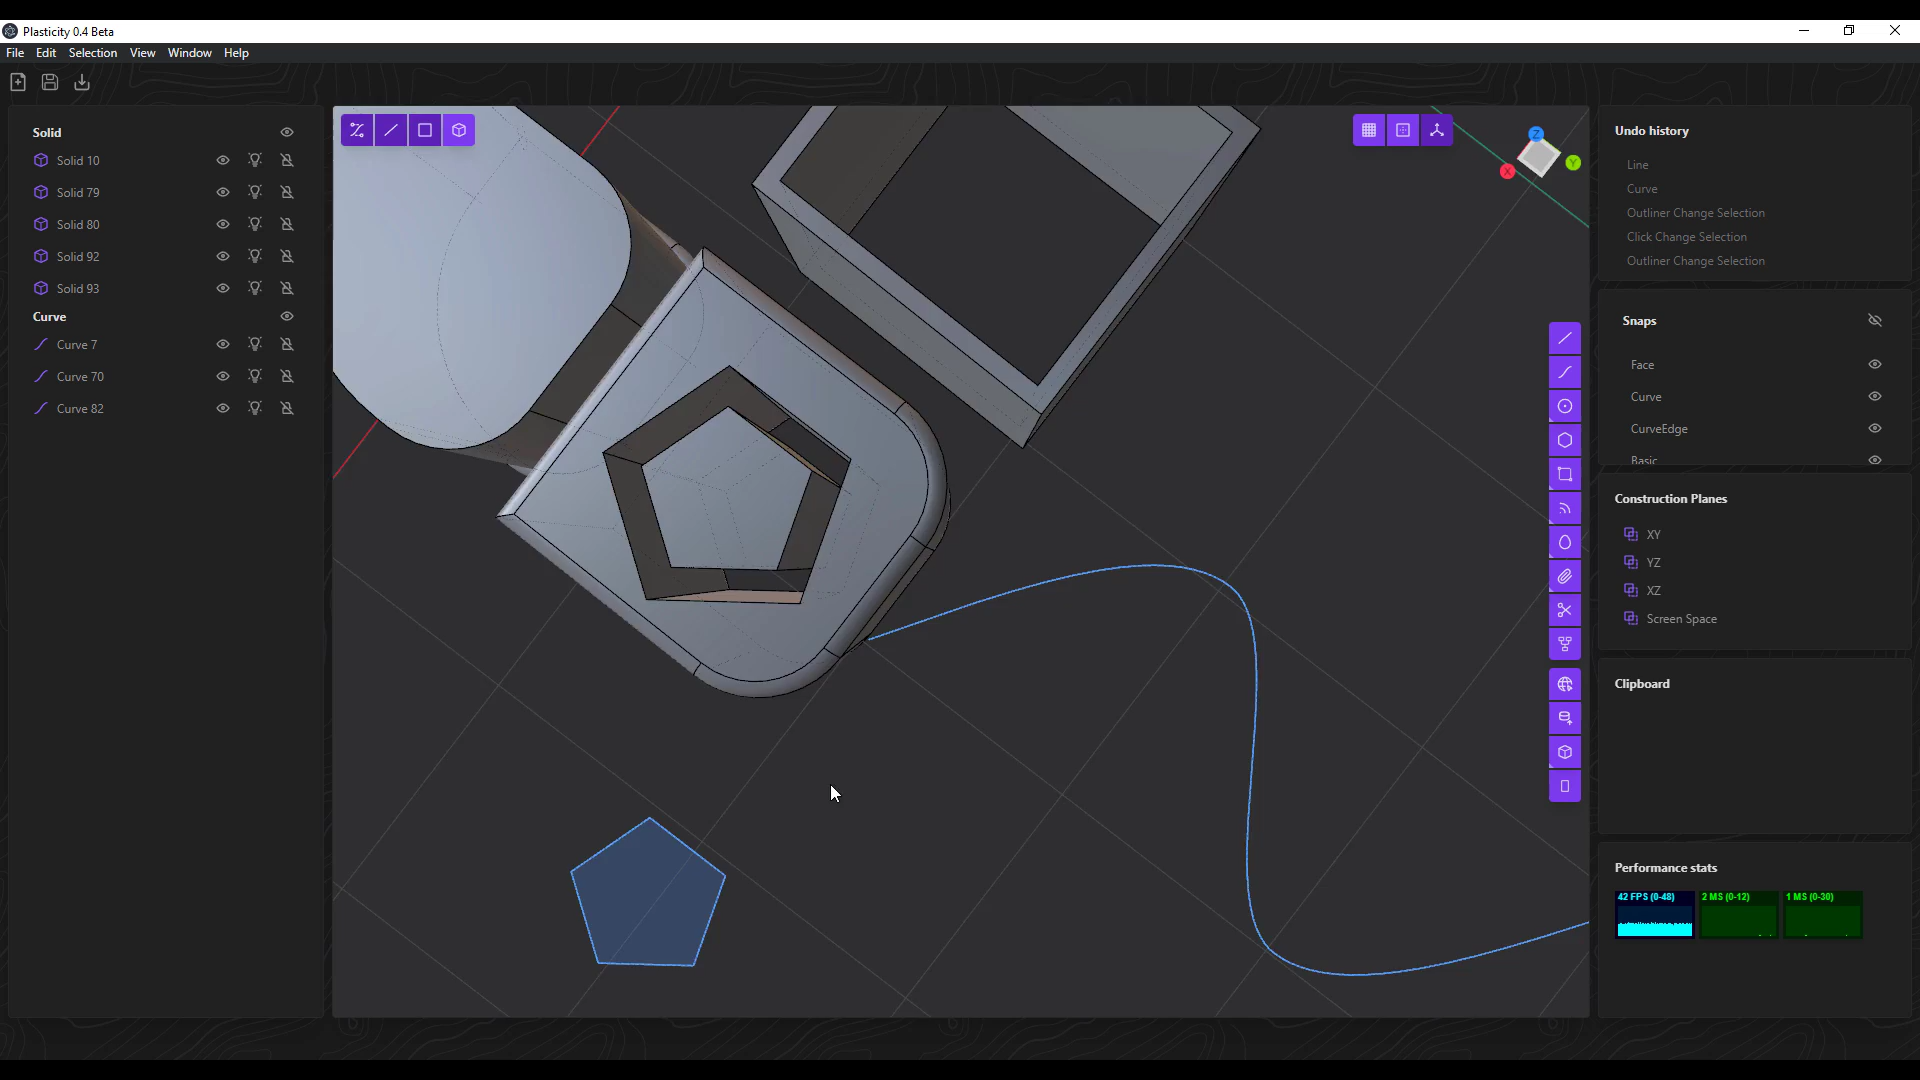 Plasticity 0.4 Beta
File Edit Selection View Window Help
Solid
Solid 10
Solid 79
Solid 80
Solid 92
Solid 93
Curve
Curve 7
Curve 70
Curve 82
Z
X
Y
Undo history
Line
Curve
Outliner Change Selection
Click Change Selection
Outliner Change Selection
Snaps
Face
Curve
CurveEdge
Basic
Construction Planes
XY
YZ
XZ
Screen Space
Clipboard
Performance stats
42 FPS (0-48) 2 MS (0-12) 1 MS (0-30)